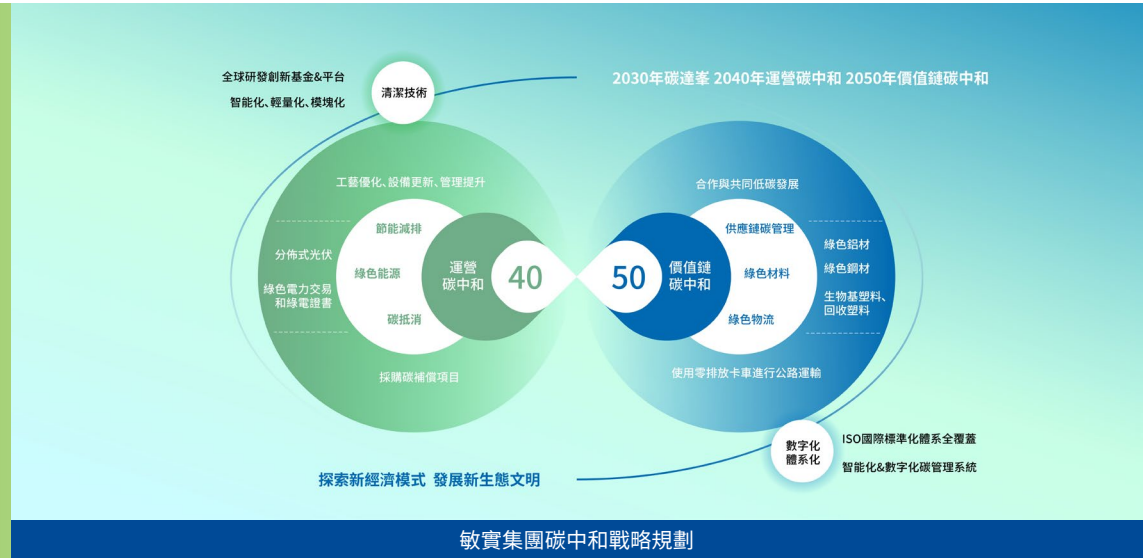 全球研發創新基金&平台
智能化、輕量化、模塊化
清潔技術
2030年碳達峯 2040年運營碳中和 2050年價值鏈碳中和
工藝優化、設備更新、管理提升
節能減排
分佈式光伏
綠色能源
綠色電力交易
和綠電證書
碳抵消
採購碳補償項目
運營
碳中和
40
50
價值鏈
碳中和
合作與共同低碳發展
供應鏈碳管理
綠色材料
綠色物流
綠色鋁材
綠色鋼材
生物基塑料、
回收塑料
使用零排放卡車進行公路運輸
數字化
體系化
ISO國際標準化體系全覆蓋
智能化&數字化碳管理系統
探索新經濟模式 發展新生態文明
敏實集團碳中和戰略規劃